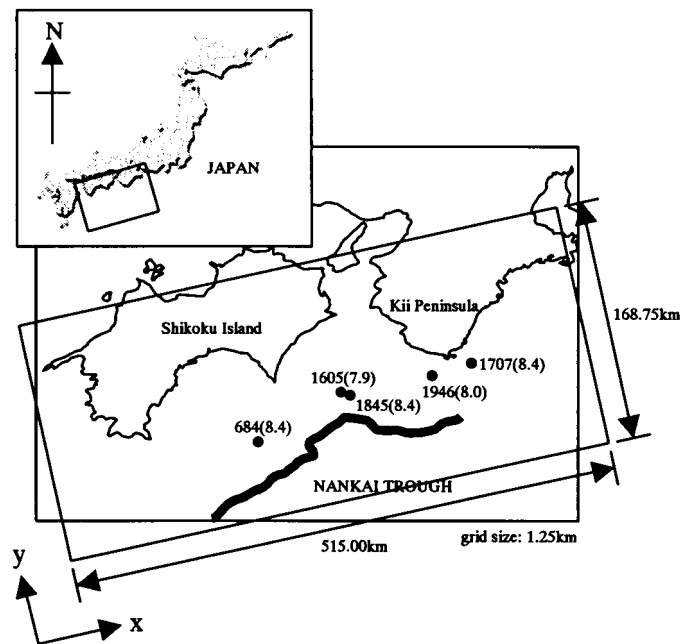 N
JAPAN
Kii Peninsula
Shikoku Island
168.75km
1707(8.4)
1605(7.9)
1946(8.0)
1845(8.4)
684(8.4)
NANKAI TROUGH
grid size: 1.25km
515.00km
y
x